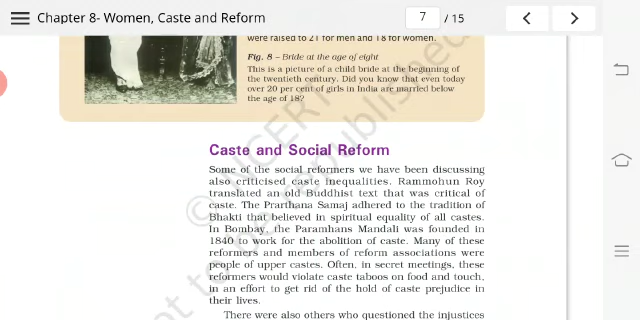 Chapter 8- Women, Caste and Reform
7 / 15
were raised to 21 for men and 18 for women.
Fig. 8 – Bride at the age of eight
This is a picture of a child bride at the beginning of
the twentieth century. Did you know that even today
over 20 per cent of girls in India are married below
the age of 18?
Caste and Social Reform
Some of the social reformers we have been discussing
also criticised caste inequalities. Rammohun Roy
translated an old Buddhist text that was critical of
caste. The Prarthana Samaj adhered to the tradition of
Bhakti that believed in spiritual equality of all castes.
In Bombay, the Paramhans Mandali was founded in
1840 to work for the abolition of caste. Many of these
reformers and members of reform associations were
people of upper castes. Often, in secret meetings, these
reformers would violate caste taboos on food and touch,
in an effort to get rid of the hold of caste prejudice in
their lives.
There were also others who questioned the injustices
© NCERT
not to be republished